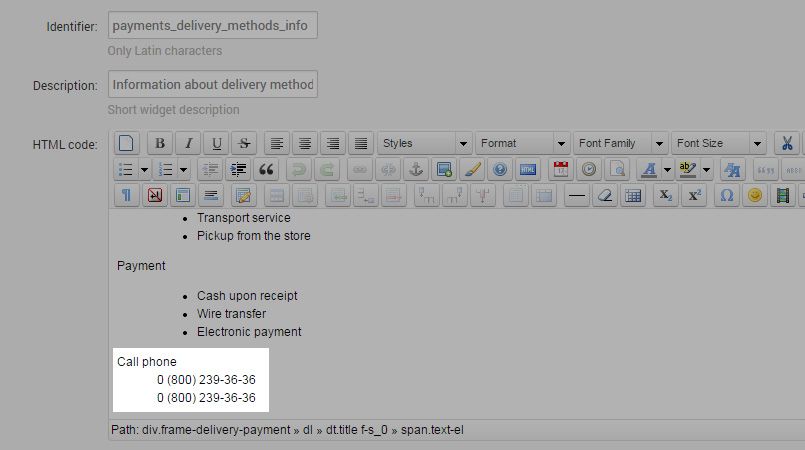 Identifier: payments_delivery_methods_info
Only Latin characters
Description: Information about delivery method
Short widget description
HTML code:
B I U S Styles Format Font Family Font Size
HTML
¶ X₂ X² Ω
Transport service
Pickup from the store
Payment
Cash upon receipt
Wire transfer
Electronic payment
Call phone
0 (800) 239-36-36
0 (800) 239-36-36
Path: div.frame-delivery-payment » dl » dt.title f-s_0 » span.text-el